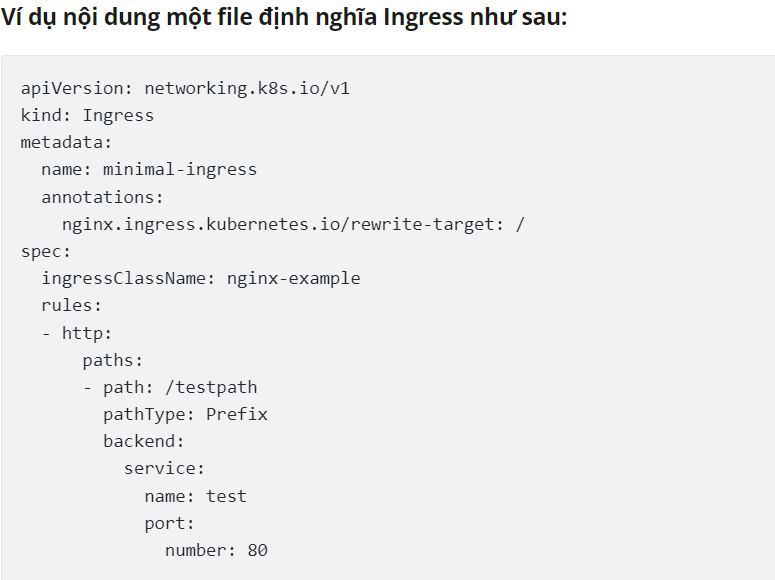 Ví dụ nội dung một file định nghĩa Ingress như sau:
apiVersion: networking.k8s.io/v1
kind: Ingress
metadata:
  name: minimal-ingress
  annotations:
    nginx.ingress.kubernetes.io/rewrite-target: /
spec:
  ingressClassName: nginx-example
  rules:
  - http:
      paths:
      - path: /testpath
        pathType: Prefix
        backend:
          service:
            name: test
            port:
              number: 80